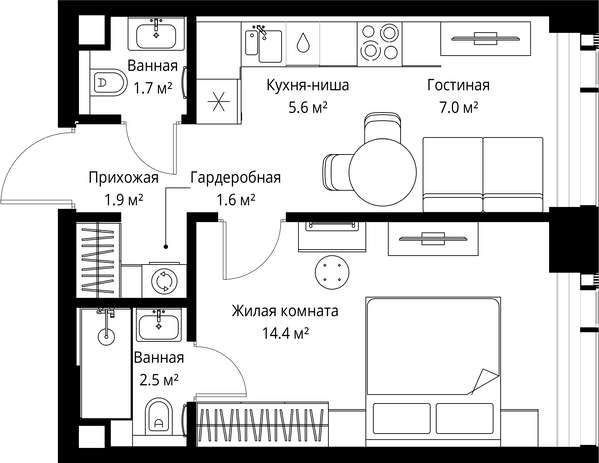 Ванная
1.7 м²
Кухня-ниша
5.6 м²
Гостиная
7.0 м²
Прихожая
1.9 м²
Гардеробная
1.6 м²
Жилая комната
14.4 м²
Ванная
2.5 м²